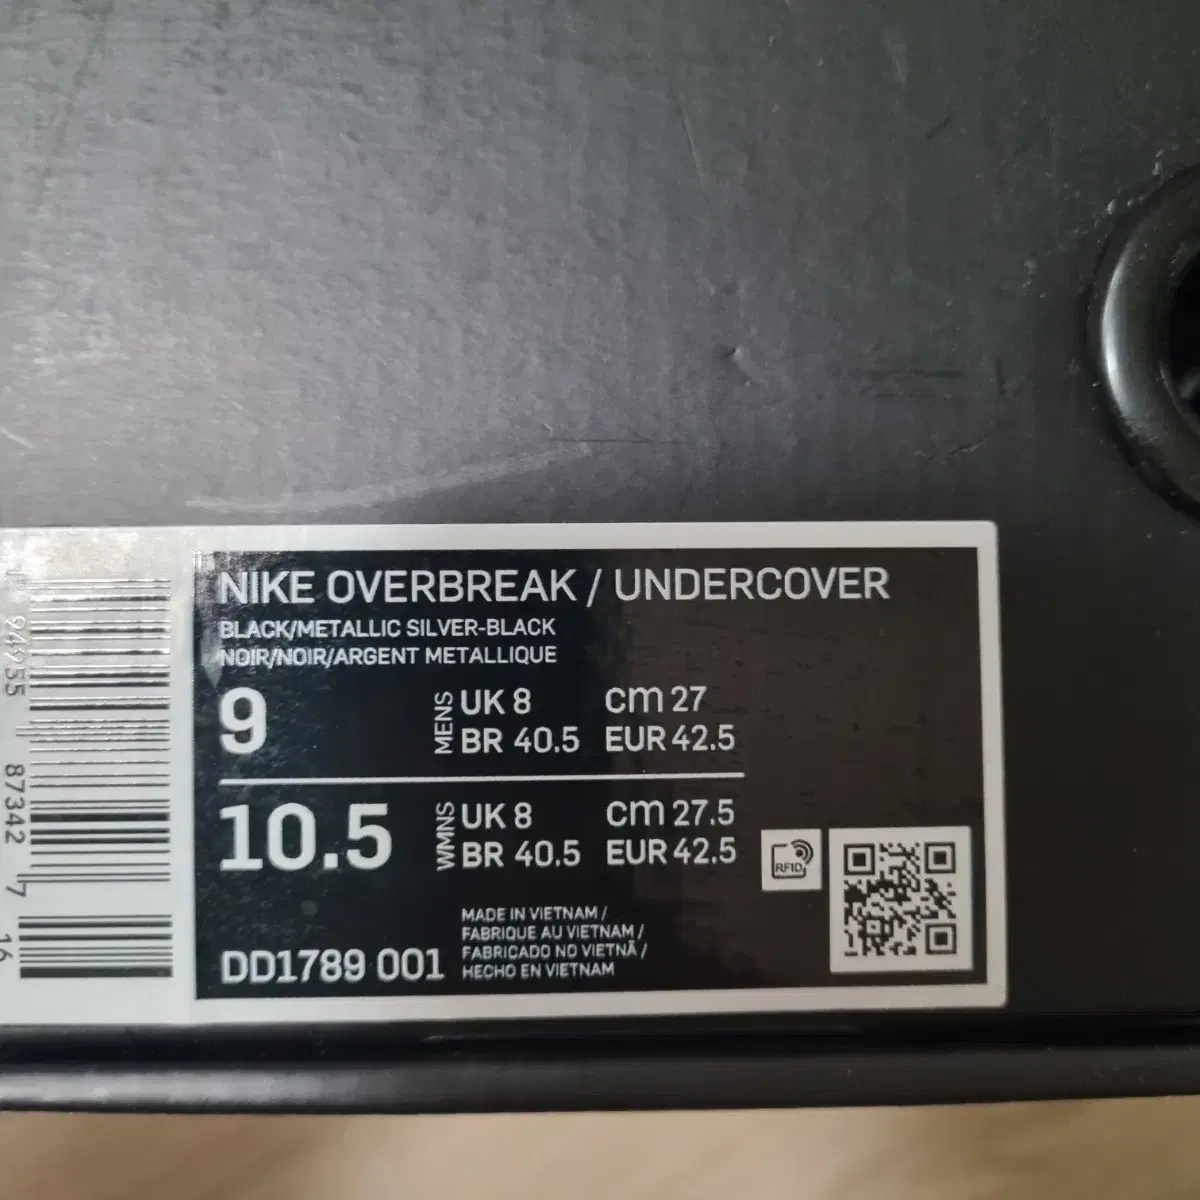 NIKE OVERBREAK / UNDERCOVER
BLACK/METALLIC SILVER-BLACK
NOIR/NOIR/ARGENT METALLIQUE
9
MENS
UK 8
cm 27
BR 40.5
EUR 42.5
10.5
WMNS
UK 8
cm 27.5
BR 40.5
EUR 42.5
RFID
MADE IN VIETNAM /
FABRIQUE AU VIETNAM /
FABRICADO NO VIETNÃ /
HECHO EN VIETNAM
DD1789 001
87342 7
16